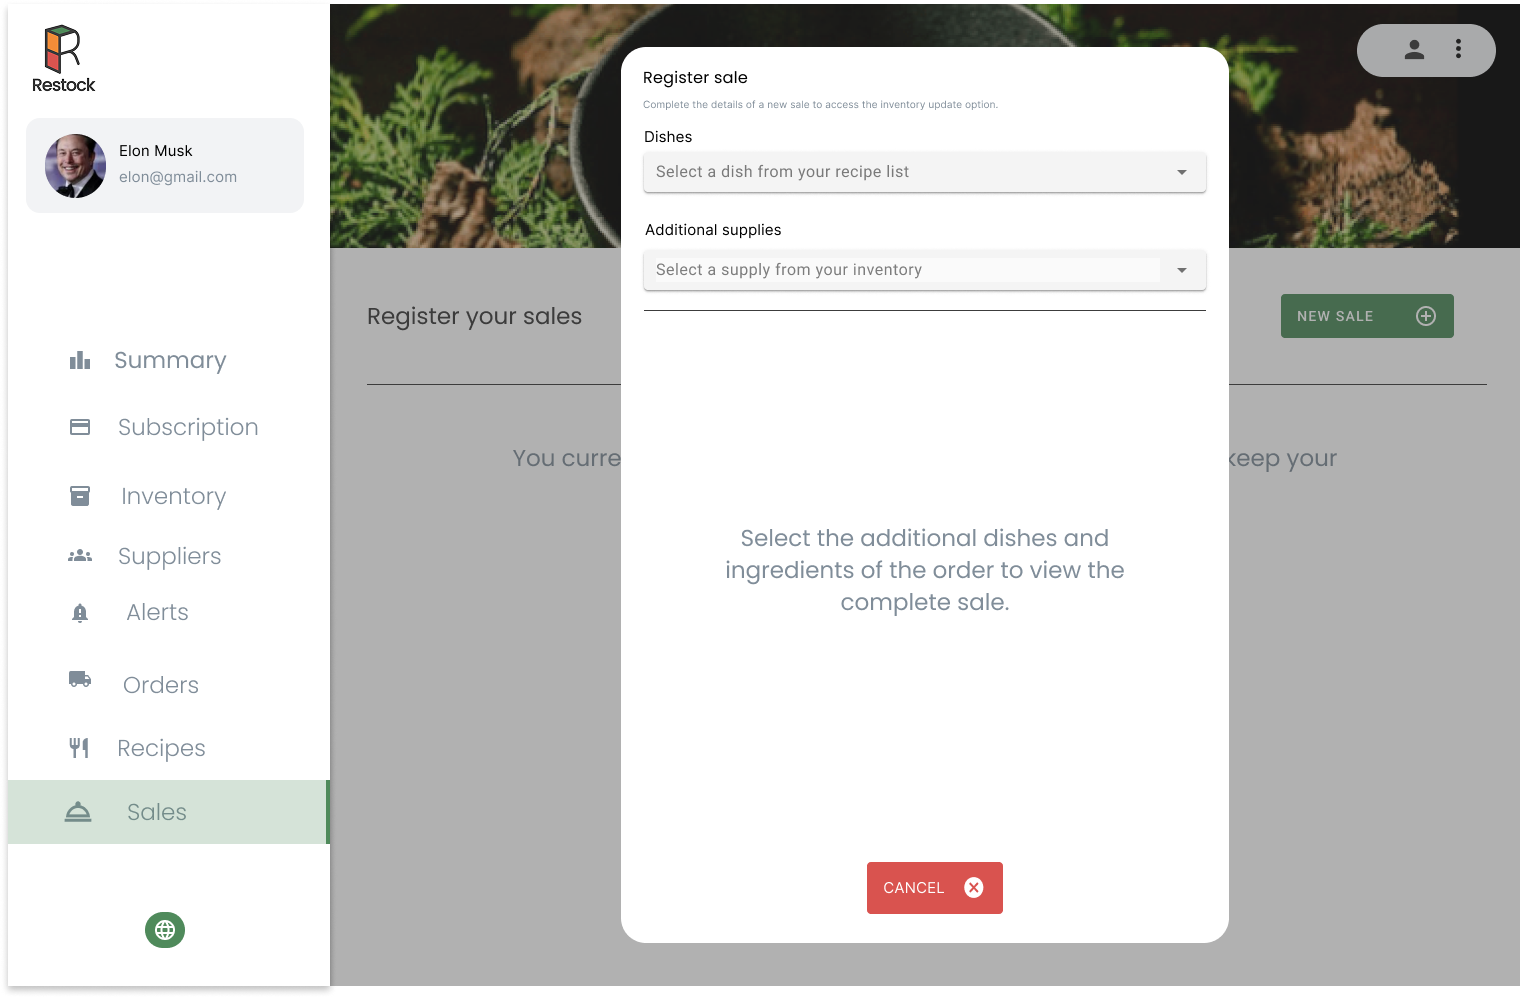 Restock
Elon Musk
elon@gmail.com
Summary
Subscription
Inventory
Suppliers
Alerts
Orders
Recipes
Sales
Register your sales
NEW SALE
You curre
keep your
Register sale
Complete the details of a new sale to access the inventory update option.
Dishes
Select a dish from your recipe list
Additional supplies
Select a supply from your inventory
Select the additional dishes and
ingredients of the order to view the
complete sale.
CANCEL